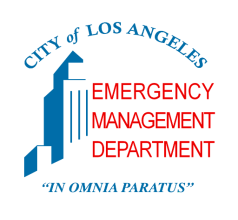 CITY of LOS ANGELES
EMERGENCY
MANAGEMENT
DEPARTMENT
“IN OMNIA PARATUS”